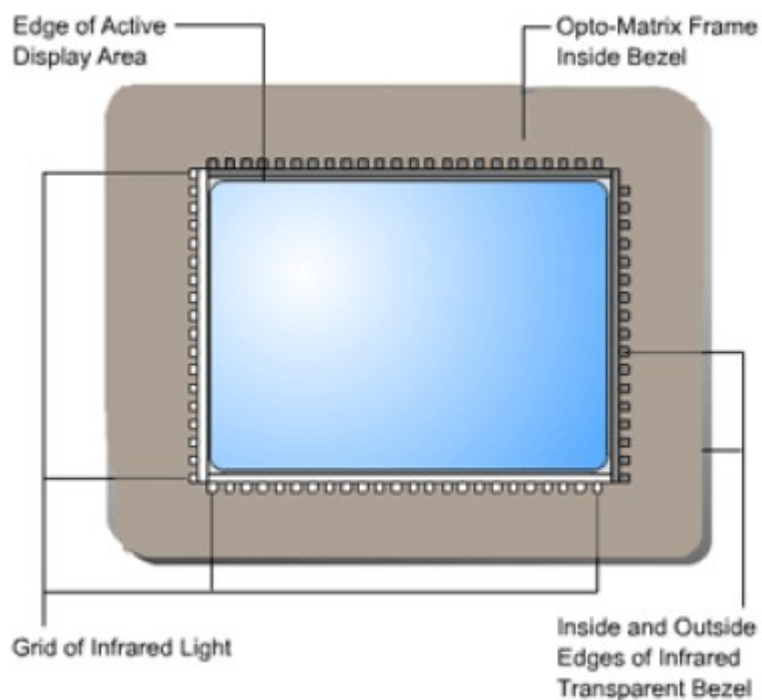 Edge of Active
Display Area
Opto-Matrix Frame
Inside Bezel
Grid of Infrared Light
Inside and Outside
Edges of Infrared
Transparent Bezel